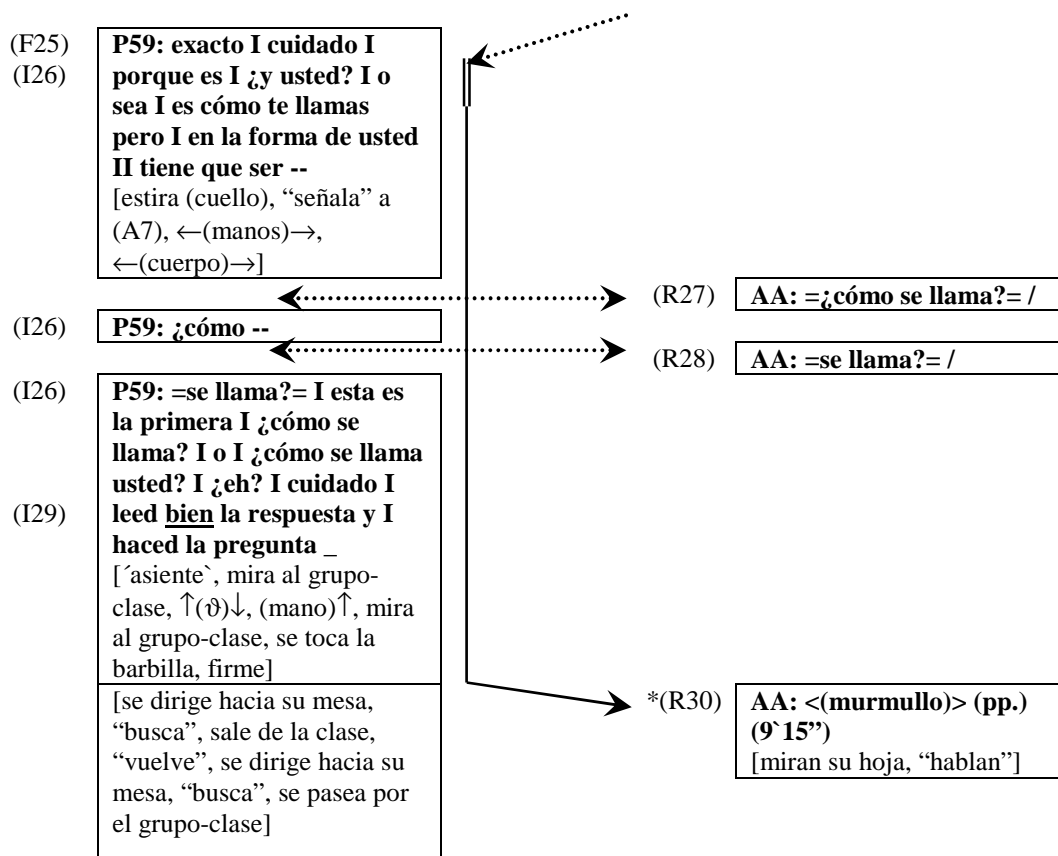 (F25) P59: exacto I cuidado I
(I26) porque es I ¿y usted? I o
sea I es cómo te llamas
pero I en la forma de usted
II tiene que ser --
[estira (cuello), “señala” a
(A7), ←(manos)→,
←(cuerpo)→]
(R27) AA: =¿cómo se llama?= /
(I26) P59: ¿cómo --
(R28) AA: =se llama?= /
(I26) P59: =se llama?= I esta es
la primera I ¿cómo se
llama? I o I ¿cómo se llama
usted? I ¿eh? I cuidado I
(I29) leed bien la respuesta y I
haced la pregunta _
[´asiente`, mira al grupo-
clase, ↑(ϑ)↓, (mano)↑, mira
al grupo-clase, se toca la
barbilla, firme]
[se dirige hacia su mesa,
“busca”, sale de la clase,
“vuelve”, se dirige hacia su
mesa, “busca”, se pasea por
el grupo-clase]
*(R30) AA: <(murmullo)> (pp.)
(9`15”)
[miran su hoja, “hablan”]